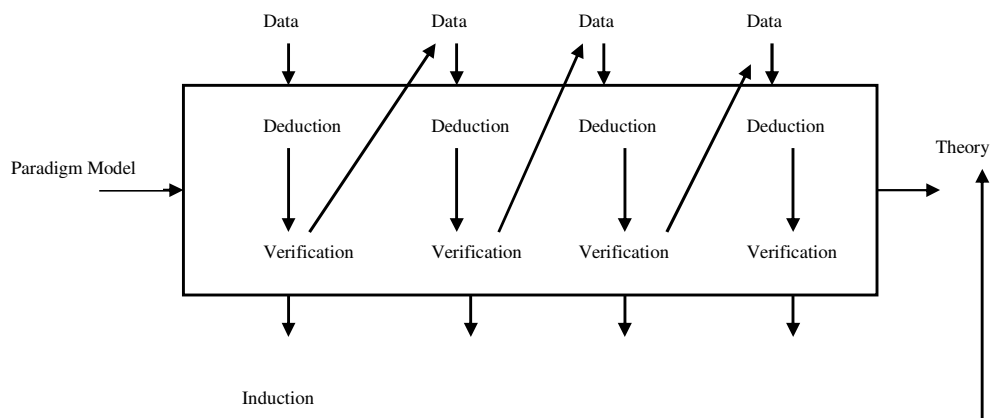 Data Data Data Data
Deduction Deduction Deduction Deduction
Theory
Paradigm Model
Verification Verification Verification Verification
Induction